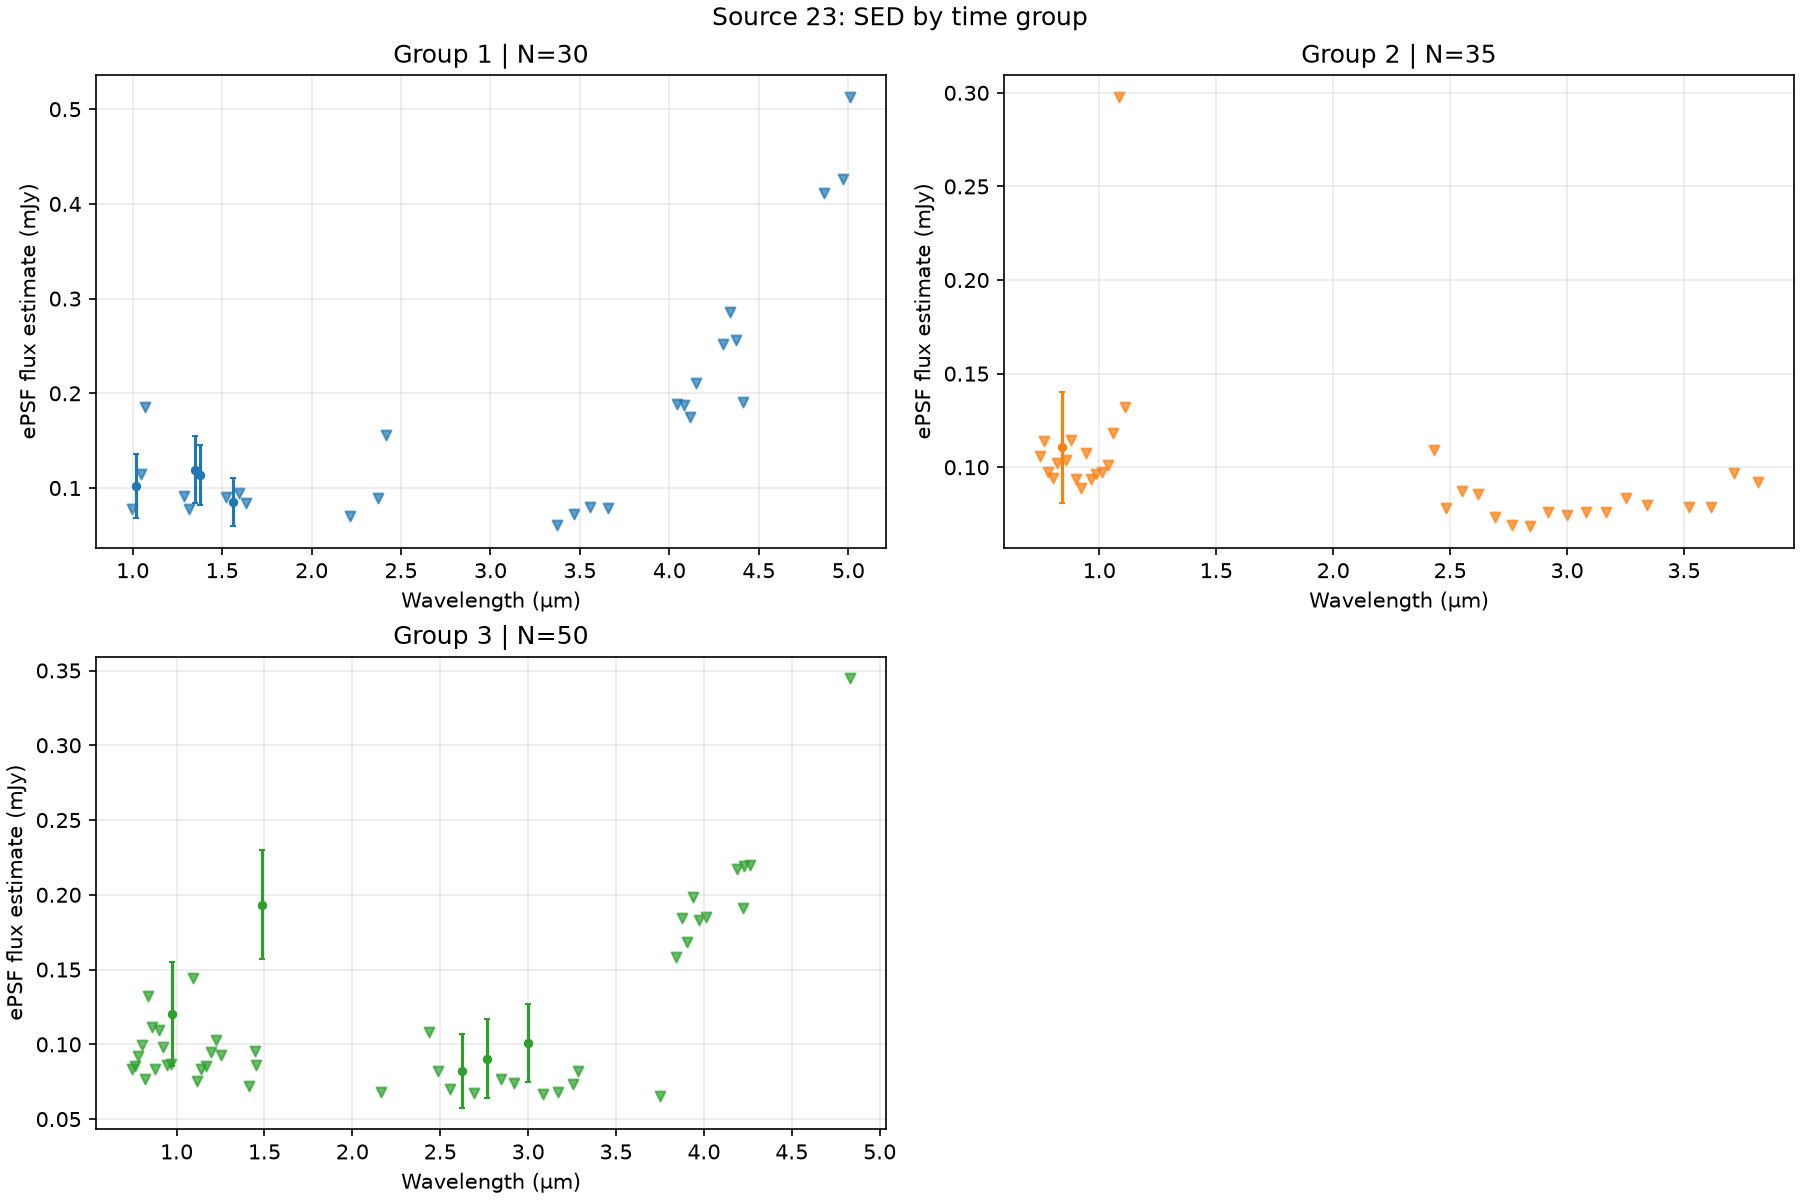 Source 23: SED by time group
Group 1 | N=30
ePSF flux estimate (mJy)
0.5
0.4
0.3
0.2
0.1
1.0 1.5 2.0 2.5 3.0 3.5 4.0 4.5 5.0
Wavelength (µm)
Group 2 | N=35
ePSF flux estimate (mJy)
0.30
0.25
0.20
0.15
0.10
1.0 1.5 2.0 2.5 3.0 3.5
Wavelength (µm)
Group 3 | N=50
ePSF flux estimate (mJy)
0.35
0.30
0.25
0.20
0.15
0.10
0.05
1.0 1.5 2.0 2.5 3.0 3.5 4.0 4.5 5.0
Wavelength (µm)